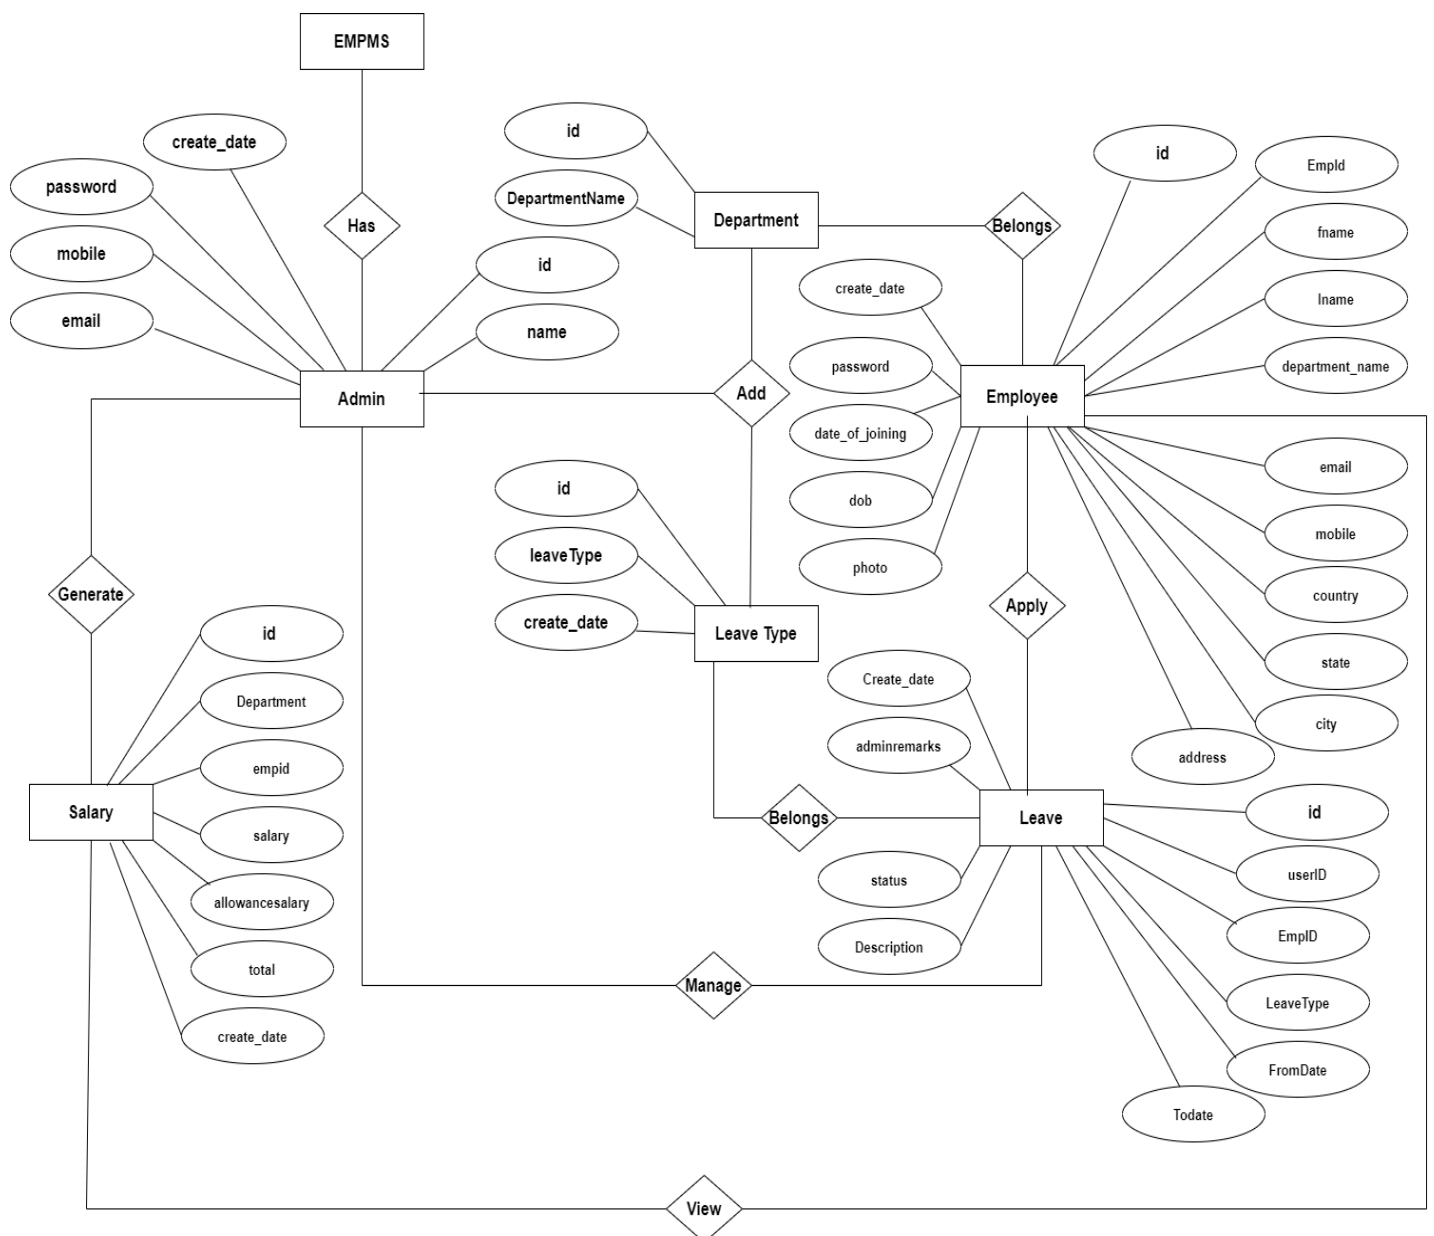 EMPMS
create_date
password
mobile
email
Has
id
name
Admin
id
DepartmentName
Department
Belongs
id
EmpId
fname
lname
department_name
create_date
password
date_of_joining
dob
photo
Employee
Add
email
mobile
country
state
city
address
id
leaveType
create_date
Leave Type
Apply
Generate
id
Department
empid
salary
allowancesalary
total
create_date
Salary
Create_date
adminremarks
Belongs
Leave
status
Description
id
userID
EmpID
LeaveType
FromDate
Todate
Manage
View